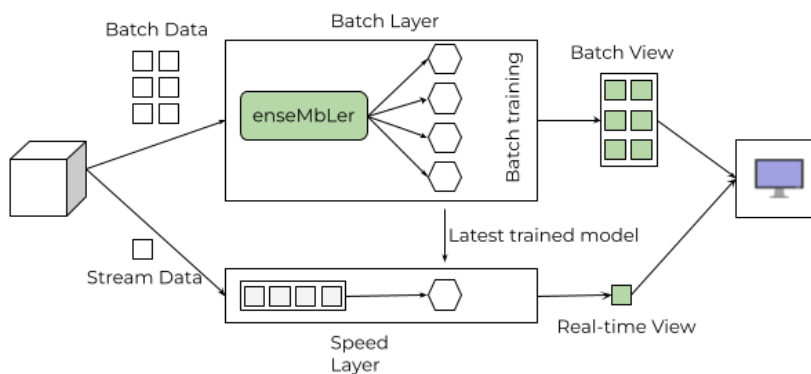 Batch Layer
Batch Data
Batch View
enseMbLer
Batch training
Latest trained model
Stream Data
Real-time View
Speed
Layer